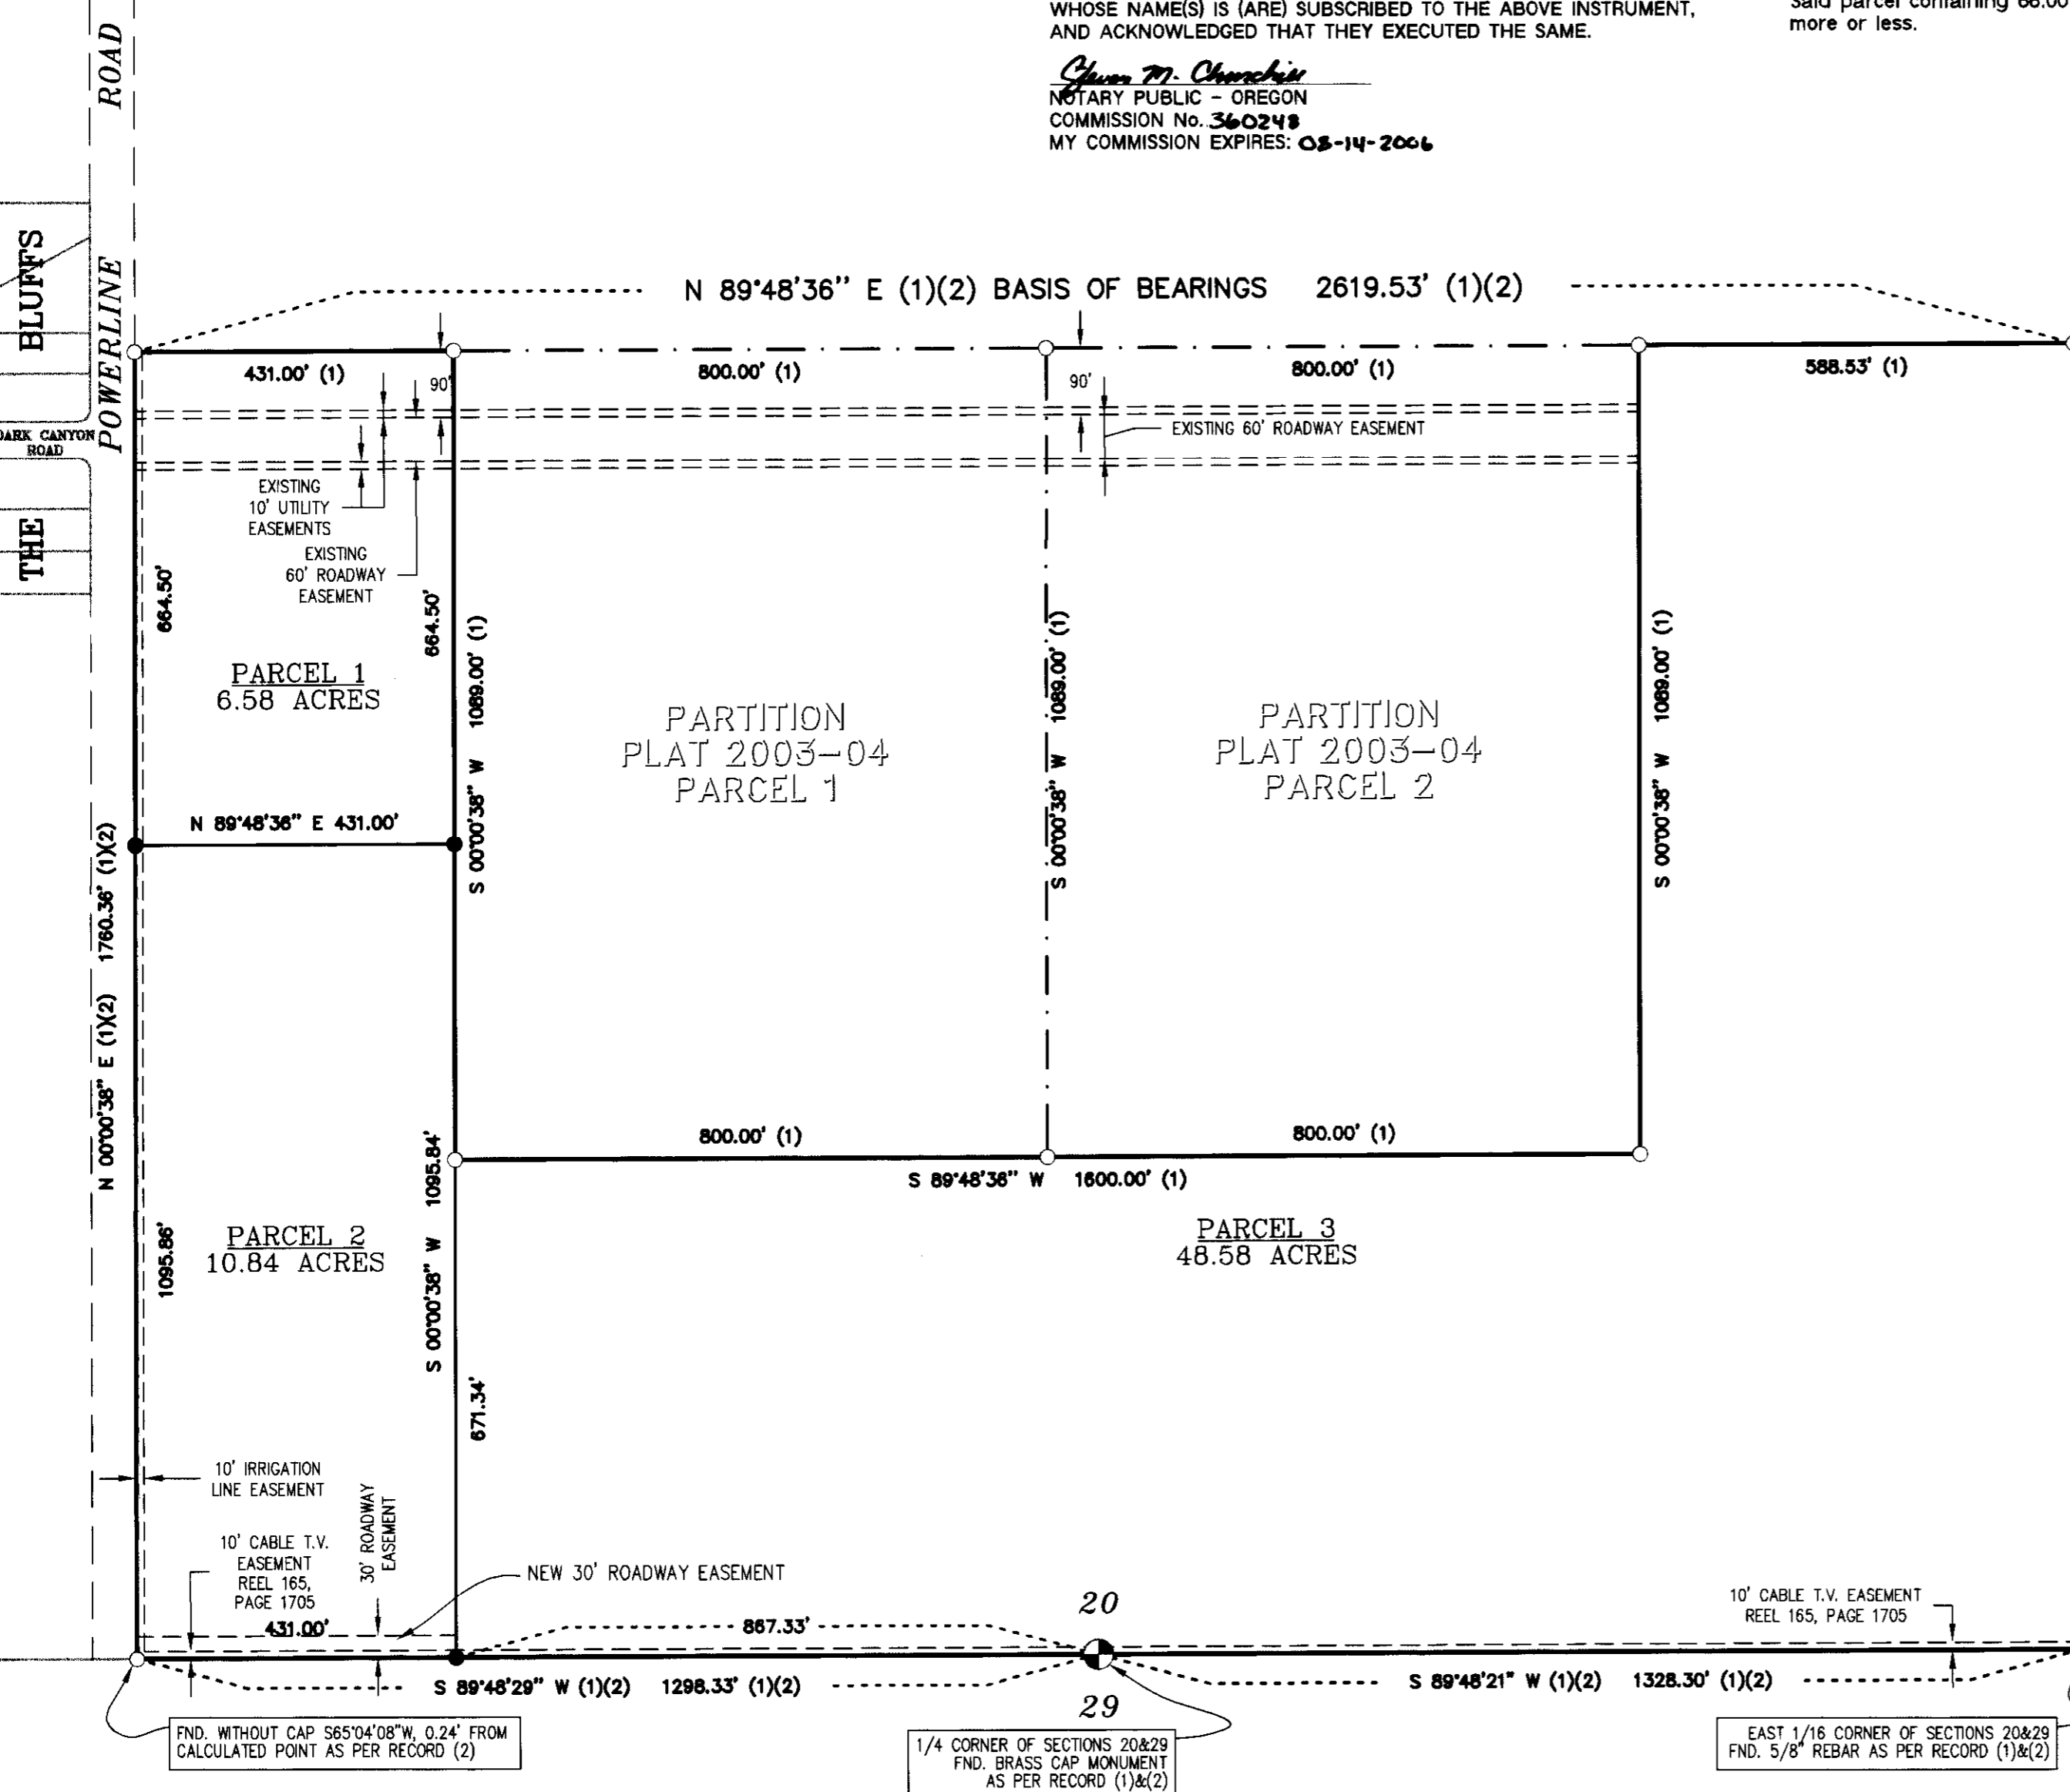 WHOSE NAME(S) IS (ARE) SUBSCRIBED TO THE ABOVE INSTRUMENT,
AND ACKNOWLEDGED THAT THEY EXECUTED THE SAME.
Said parcel containing 66.00
more or less.
Steven M. Churchill
NOTARY PUBLIC - OREGON
COMMISSION No. 360248
MY COMMISSION EXPIRES: 08-14-2006
POWERLINE ROAD
THE BLUFFS
DARK CANYON
ROAD
N 89°48'36" E (1)(2) BASIS OF BEARINGS 2619.53' (1)(2)
431.00' (1)
800.00' (1)
800.00' (1)
588.53' (1)
90'
90'
EXISTING 60' ROADWAY EASEMENT
EXISTING
10' UTILITY
EASEMENTS
EXISTING
60' ROADWAY
EASEMENT
664.50'
664.50'
S 00°00'38" W 1089.00' (1)
S 00°00'38" W 1089.00' (1)
S 00°00'38" W 1089.00' (1)
PARCEL 1
6.58 ACRES
PARTITION
PLAT 2003-04
PARCEL 1
PARTITION
PLAT 2003-04
PARCEL 2
N 89°48'36" E 431.00'
N 00°00'38" E (1)(2) 1760.36' (1)(2)
800.00' (1)
800.00' (1)
S 89°48'36" W 1600.00' (1)
1095.86'
S 00°00'38" W 1095.84'
671.34'
PARCEL 2
10.84 ACRES
PARCEL 3
48.58 ACRES
10' IRRIGATION
LINE EASEMENT
10' CABLE T.V.
EASEMENT
REEL 165,
PAGE 1705
30' ROADWAY
EASEMENT
NEW 30' ROADWAY EASEMENT
431.00'
867.33'
20
29
10' CABLE T.V. EASEMENT
REEL 165, PAGE 1705
S 89°48'29" W (1)(2) 1298.33' (1)(2)
S 89°48'21" W (1)(2) 1328.30' (1)(2)
FND. WITHOUT CAP S65°04'08"W, 0.24' FROM
CALCULATED POINT AS PER RECORD (2)
1/4 CORNER OF SECTIONS 20&29
FND. BRASS CAP MONUMENT
AS PER RECORD (1)&(2)
EAST 1/16 CORNER OF SECTIONS 20&29
FND. 5/8" REBAR AS PER RECORD (1)&(2)